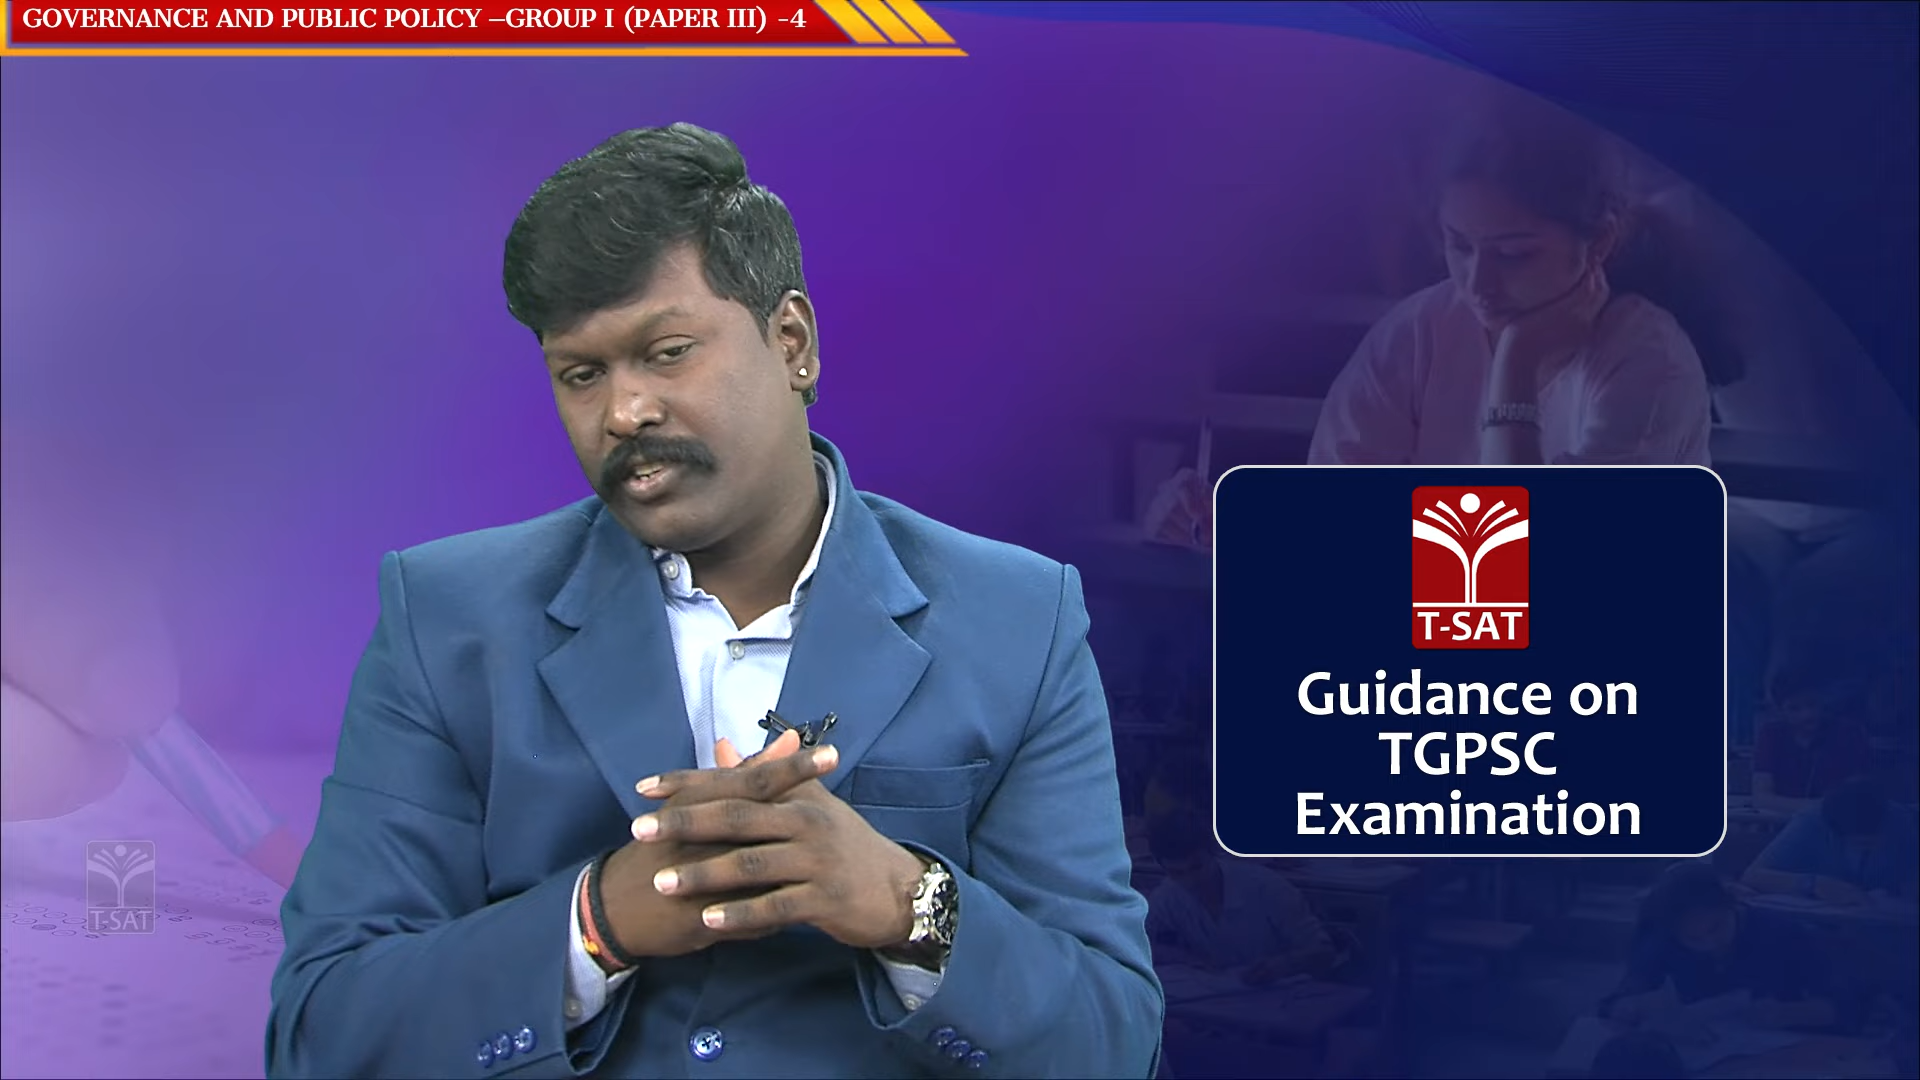 GOVERNANCE AND PUBLIC POLICY –GROUP I (PAPER III) -4
T-SAT
Guidance on
TGPSC
Examination
T-SAT